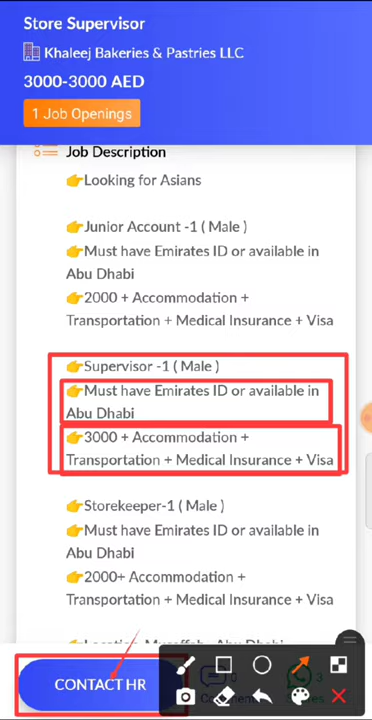 Store Supervisor
Khaleej Bakeries & Pastries LLC
3000-3000 AED
1 Job Openings
Job Description
👉Looking for Asians
👉Junior Account -1 ( Male )
👉Must have Emirates ID or available in
Abu Dhabi
👉2000 + Accommodation +
Transportation + Medical Insurance + Visa
👉Supervisor -1 ( Male )
👉Must have Emirates ID or available in
Abu Dhabi
👉3000 + Accommodation +
Transportation + Medical Insurance + Visa
👉Storekeeper-1 ( Male )
👉Must have Emirates ID or available in
Abu Dhabi
👉2000+ Accommodation +
Transportation + Medical Insurance + Visa
CONTACT HR
3